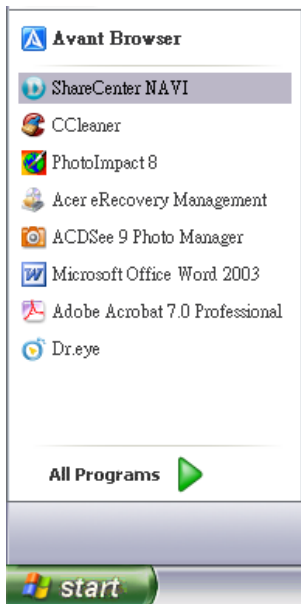 Avant Browser
ShareCenter NAVI
CCleaner
PhotoImpact 8
Acer eRecovery Management
ACDSee 9 Photo Manager
Microsoft Office Word 2003
Adobe Acrobat 7.0 Professional
Dr.eye
All Programs
start